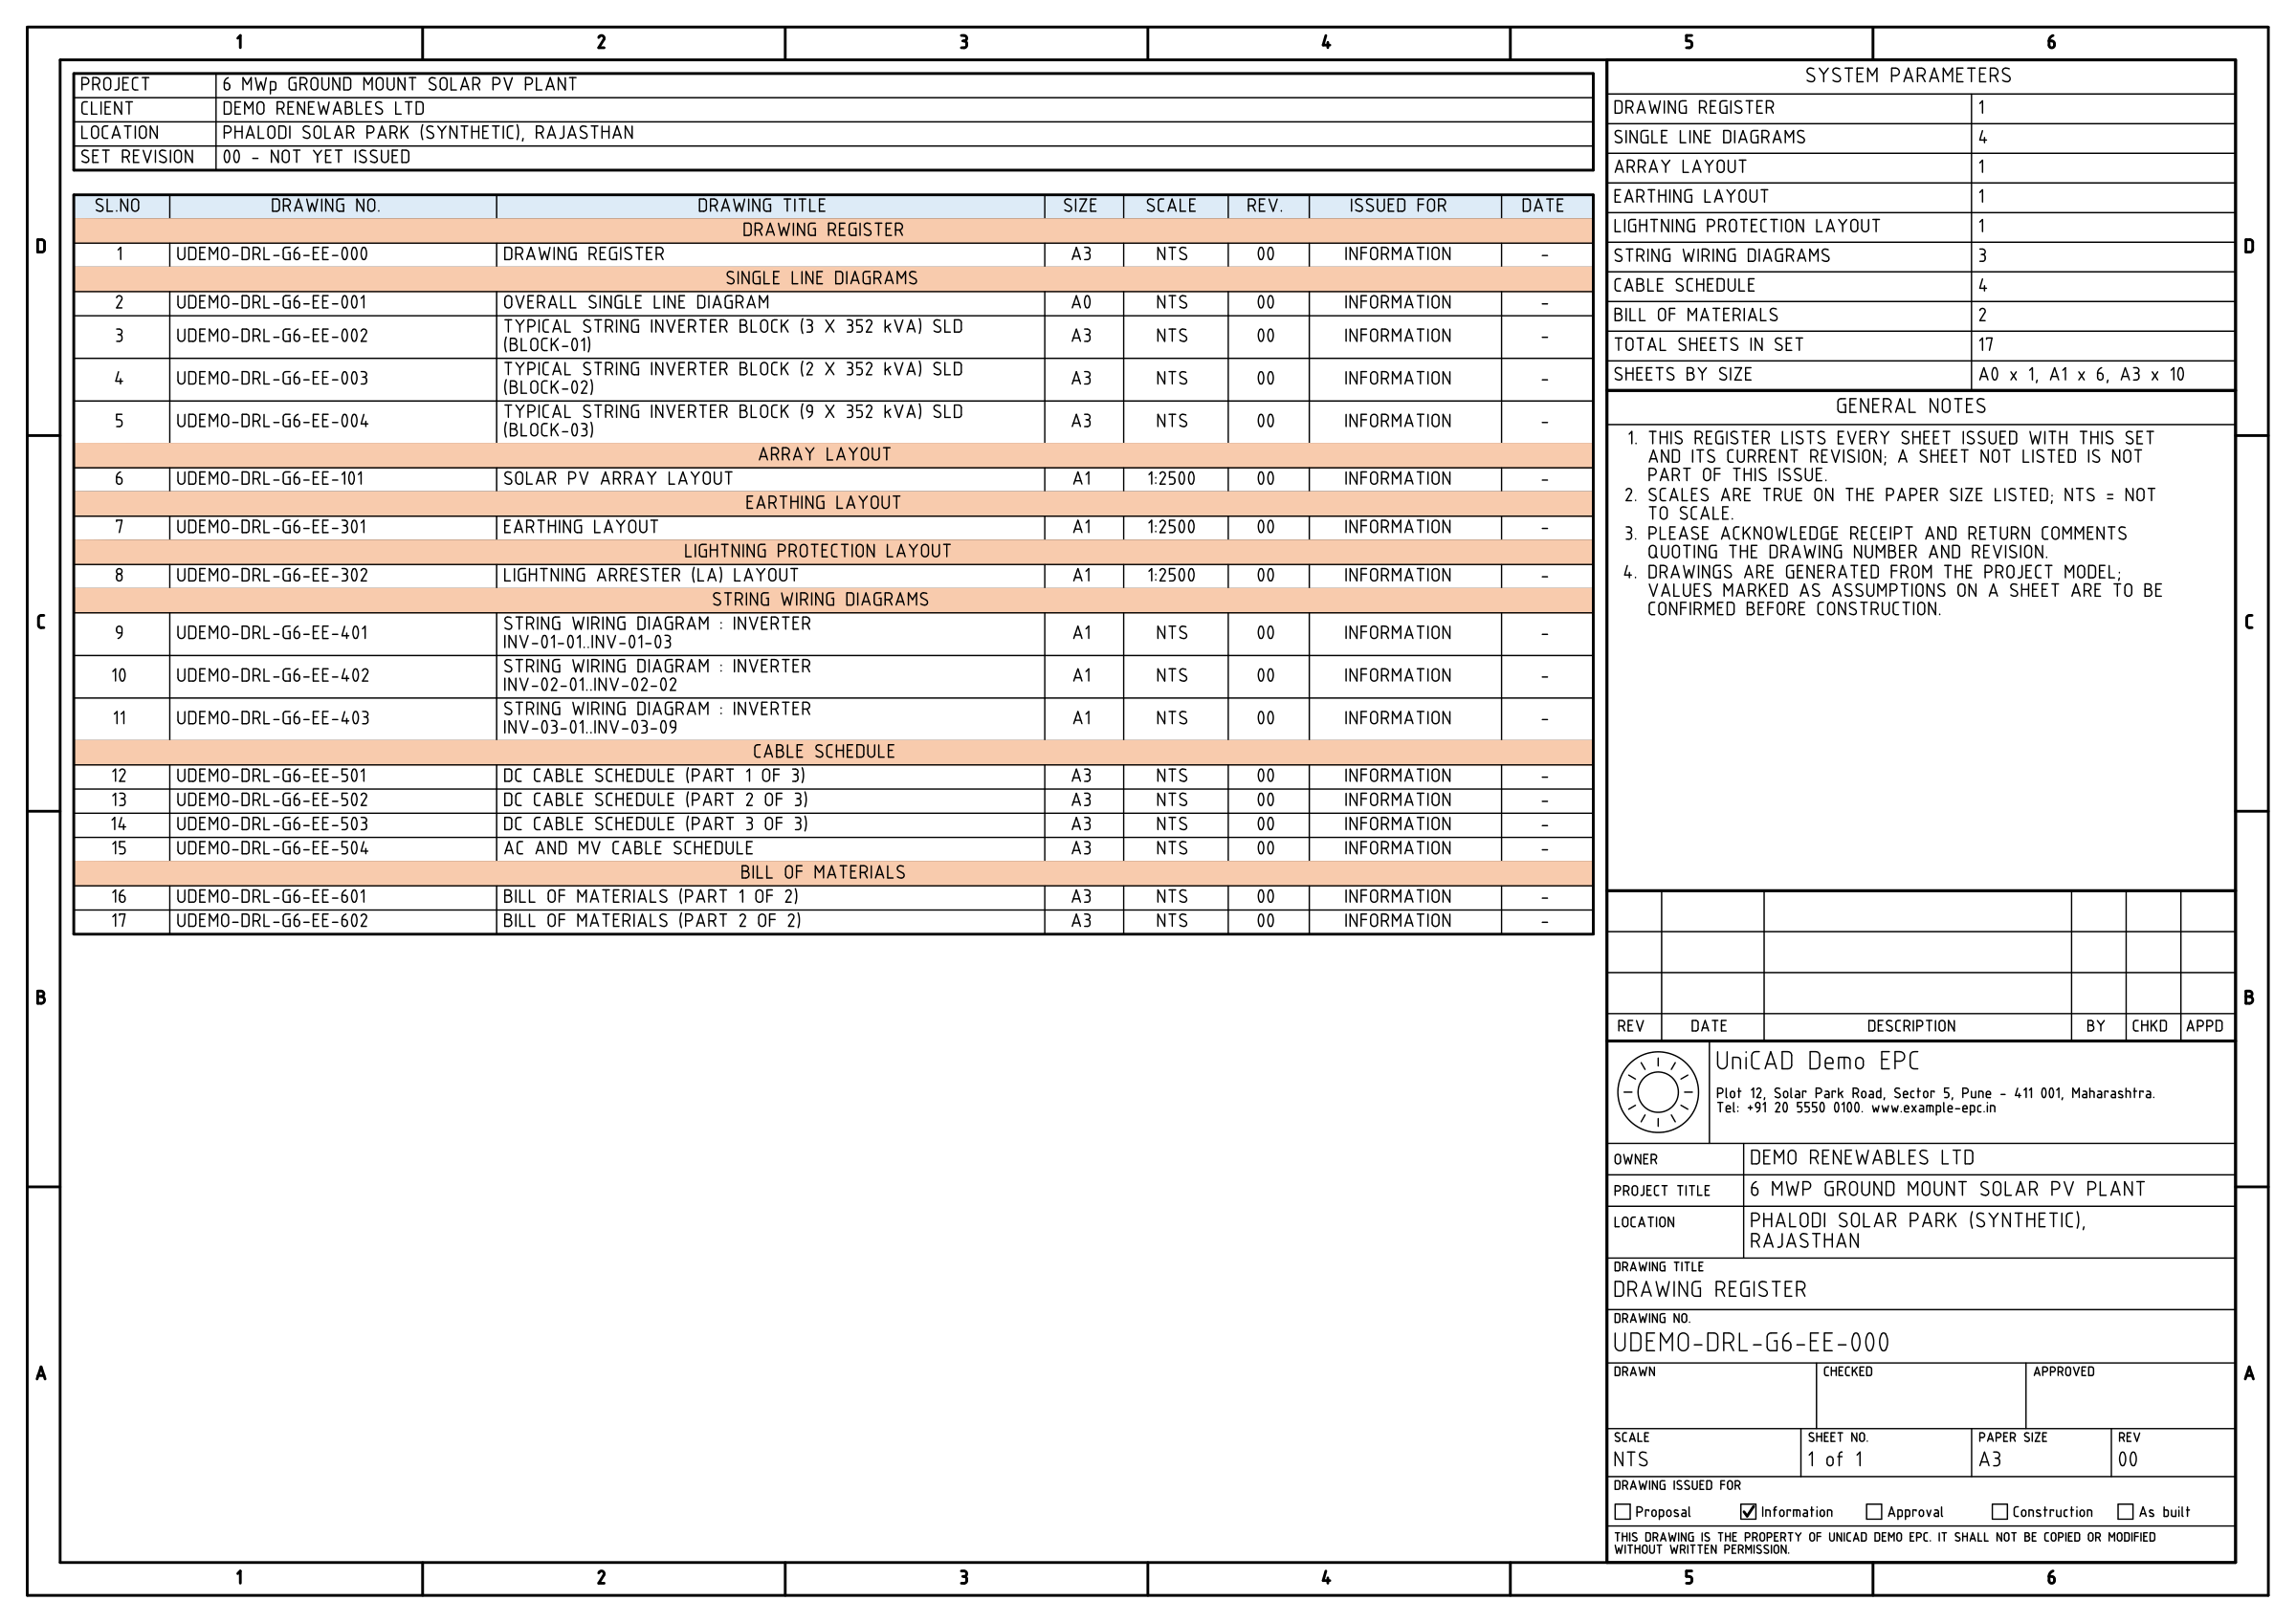 1 2 3 4 5 6
PROJECT 6 MWp GROUND MOUNT SOLAR PV PLANT
CLIENT DEMO RENEWABLES LTD
LOCATION PHALODI SOLAR PARK (SYNTHETIC), RAJASTHAN
SET REVISION 00 - NOT YET ISSUED
SL.NO DRAWING NO. DRAWING TITLE SIZE SCALE REV. ISSUED FOR DATE
DRAWING REGISTER
1 UDEMO-DRL-G6-EE-000 DRAWING REGISTER A3 NTS 00 INFORMATION -
SINGLE LINE DIAGRAMS
2 UDEMO-DRL-G6-EE-001 OVERALL SINGLE LINE DIAGRAM A0 NTS 00 INFORMATION -
3 UDEMO-DRL-G6-EE-002 TYPICAL STRING INVERTER BLOCK (3 X 352 kVA) SLD
(BLOCK-01) A3 NTS 00 INFORMATION -
4 UDEMO-DRL-G6-EE-003 TYPICAL STRING INVERTER BLOCK (2 X 352 kVA) SLD
(BLOCK-02) A3 NTS 00 INFORMATION -
5 UDEMO-DRL-G6-EE-004 TYPICAL STRING INVERTER BLOCK (9 X 352 kVA) SLD
(BLOCK-03) A3 NTS 00 INFORMATION -
ARRAY LAYOUT
6 UDEMO-DRL-G6-EE-101 SOLAR PV ARRAY LAYOUT A1 1:2500 00 INFORMATION -
EARTHING LAYOUT
7 UDEMO-DRL-G6-EE-301 EARTHING LAYOUT A1 1:2500 00 INFORMATION -
LIGHTNING PROTECTION LAYOUT
8 UDEMO-DRL-G6-EE-302 LIGHTNING ARRESTER (LA) LAYOUT A1 1:2500 00 INFORMATION -
STRING WIRING DIAGRAMS
9 UDEMO-DRL-G6-EE-401 STRING WIRING DIAGRAM : INVERTER
INV-01-01..INV-01-03 A1 NTS 00 INFORMATION -
10 UDEMO-DRL-G6-EE-402 STRING WIRING DIAGRAM : INVERTER
INV-02-01..INV-02-02 A1 NTS 00 INFORMATION -
11 UDEMO-DRL-G6-EE-403 STRING WIRING DIAGRAM : INVERTER
INV-03-01..INV-03-09 A1 NTS 00 INFORMATION -
CABLE SCHEDULE
12 UDEMO-DRL-G6-EE-501 DC CABLE SCHEDULE (PART 1 OF 3) A3 NTS 00 INFORMATION -
13 UDEMO-DRL-G6-EE-502 DC CABLE SCHEDULE (PART 2 OF 3) A3 NTS 00 INFORMATION -
14 UDEMO-DRL-G6-EE-503 DC CABLE SCHEDULE (PART 3 OF 3) A3 NTS 00 INFORMATION -
15 UDEMO-DRL-G6-EE-504 AC AND MV CABLE SCHEDULE A3 NTS 00 INFORMATION -
BILL OF MATERIALS
16 UDEMO-DRL-G6-EE-601 BILL OF MATERIALS (PART 1 OF 2) A3 NTS 00 INFORMATION -
17 UDEMO-DRL-G6-EE-602 BILL OF MATERIALS (PART 2 OF 2) A3 NTS 00 INFORMATION -
SYSTEM PARAMETERS
DRAWING REGISTER 1
SINGLE LINE DIAGRAMS 4
ARRAY LAYOUT 1
EARTHING LAYOUT 1
LIGHTNING PROTECTION LAYOUT 1
STRING WIRING DIAGRAMS 3
CABLE SCHEDULE 4
BILL OF MATERIALS 2
TOTAL SHEETS IN SET 17
SHEETS BY SIZE A0 x 1, A1 x 6, A3 x 10
GENERAL NOTES
1. THIS REGISTER LISTS EVERY SHEET ISSUED WITH THIS SET
AND ITS CURRENT REVISION; A SHEET NOT LISTED IS NOT
PART OF THIS ISSUE.
2. SCALES ARE TRUE ON THE PAPER SIZE LISTED; NTS = NOT
TO SCALE.
3. PLEASE ACKNOWLEDGE RECEIPT AND RETURN COMMENTS
QUOTING THE DRAWING NUMBER AND REVISION.
4. DRAWINGS ARE GENERATED FROM THE PROJECT MODEL;
VALUES MARKED AS ASSUMPTIONS ON A SHEET ARE TO BE
CONFIRMED BEFORE CONSTRUCTION.
REV DATE DESCRIPTION BY CHKD APPD
UniCAD Demo EPC
Plot 12, Solar Park Road, Sector 5, Pune - 411 001, Maharashtra.
Tel: +91 20 5550 0100. www.example-epc.in
OWNER DEMO RENEWABLES LTD
PROJECT TITLE 6 MWP GROUND MOUNT SOLAR PV PLANT
LOCATION PHALODI SOLAR PARK (SYNTHETIC),
RAJASTHAN
DRAWING TITLE
DRAWING REGISTER
DRAWING NO.
UDEMO-DRL-G6-EE-000
DRAWN CHECKED APPROVED
SCALE SHEET NO. PAPER SIZE REV
NTS 1 of 1 A3 00
DRAWING ISSUED FOR
Proposal Information Approval Construction As built
THIS DRAWING IS THE PROPERTY OF UNICAD DEMO EPC. IT SHALL NOT BE COPIED OR MODIFIED
WITHOUT WRITTEN PERMISSION.
D D
C C
B B
A A
1 2 3 4 5 6